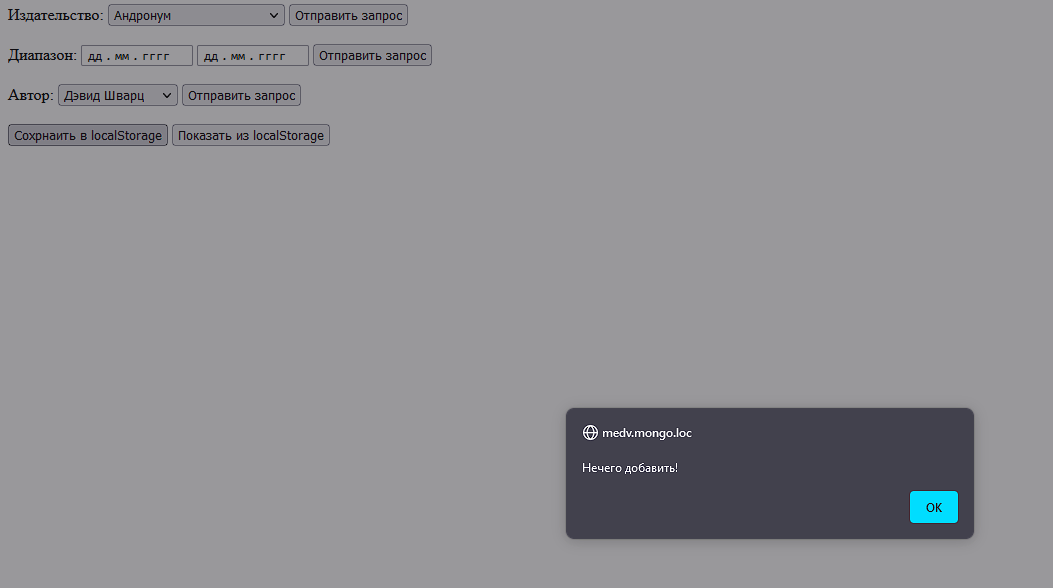 Издательство: Андронум Отправить запрос
Диапазон: дд . мм . гггг дд . мм . гггг Отправить запрос
Автор: Дэвид Шварц Отправить запрос
Сохрнаить в localStorage Показать из localStorage
medv.mongo.loc
Нечего добавить!
OK